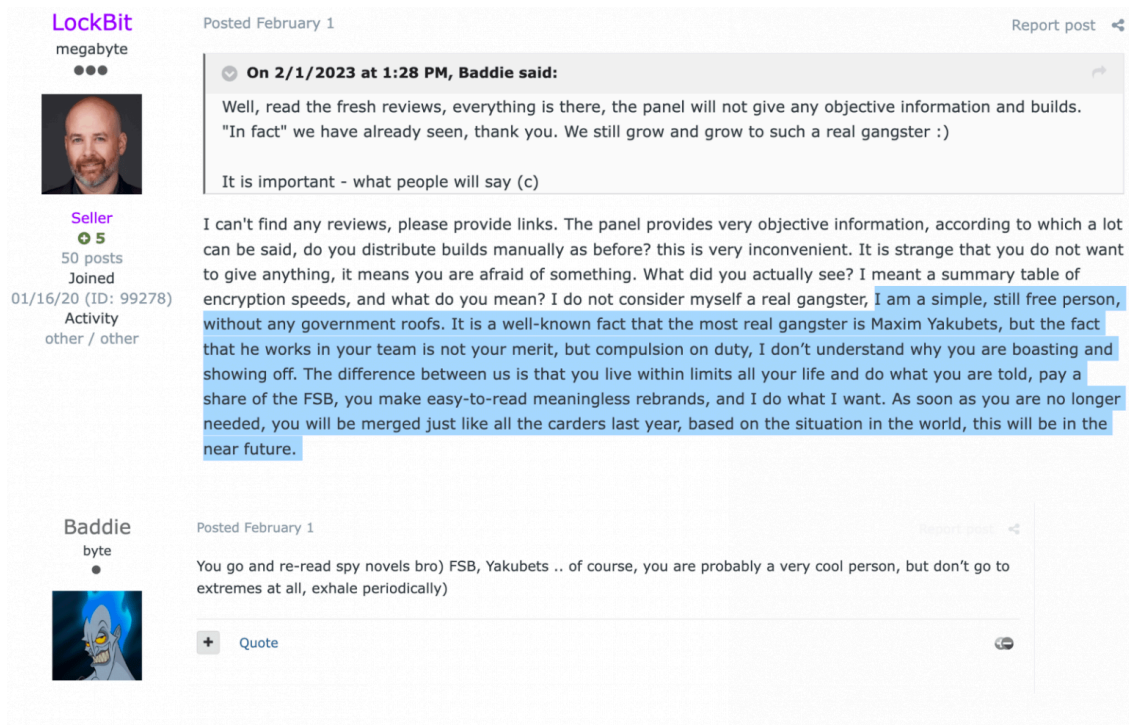 LockBit
megabyte
Posted February 1
Report post
On 2/1/2023 at 1:28 PM, Baddie said:
Well, read the fresh reviews, everything is there, the panel will not give any objective information and builds.
"In fact" we have already seen, thank you. We still grow and grow to such a real gangster :)
It is important - what people will say (c)
Seller
5
50 posts
Joined
01/16/20 (ID: 99278)
Activity
other / other
I can't find any reviews, please provide links. The panel provides very objective information, according to which a lot
can be said, do you distribute builds manually as before? this is very inconvenient. It is strange that you do not want
to give anything, it means you are afraid of something. What did you actually see? I meant a summary table of
encryption speeds, and what do you mean? I do not consider myself a real gangster, I am a simple, still free person,
without any government roofs. It is a well-known fact that the most real gangster is Maxim Yakubets, but the fact
that he works in your team is not your merit, but compulsion on duty, I don’t understand why you are boasting and
showing off. The difference between us is that you live within limits all your life and do what you are told, pay a
share of the FSB, you make easy-to-read meaningless rebrands, and I do what I want. As soon as you are no longer
needed, you will be merged just like all the carders last year, based on the situation in the world, this will be in the
near future.
Baddie
byte
Posted February 1
Report post
You go and re-read spy novels bro) FSB, Yakubets .. of course, you are probably a very cool person, but don’t go to
extremes at all, exhale periodically)
+ Quote